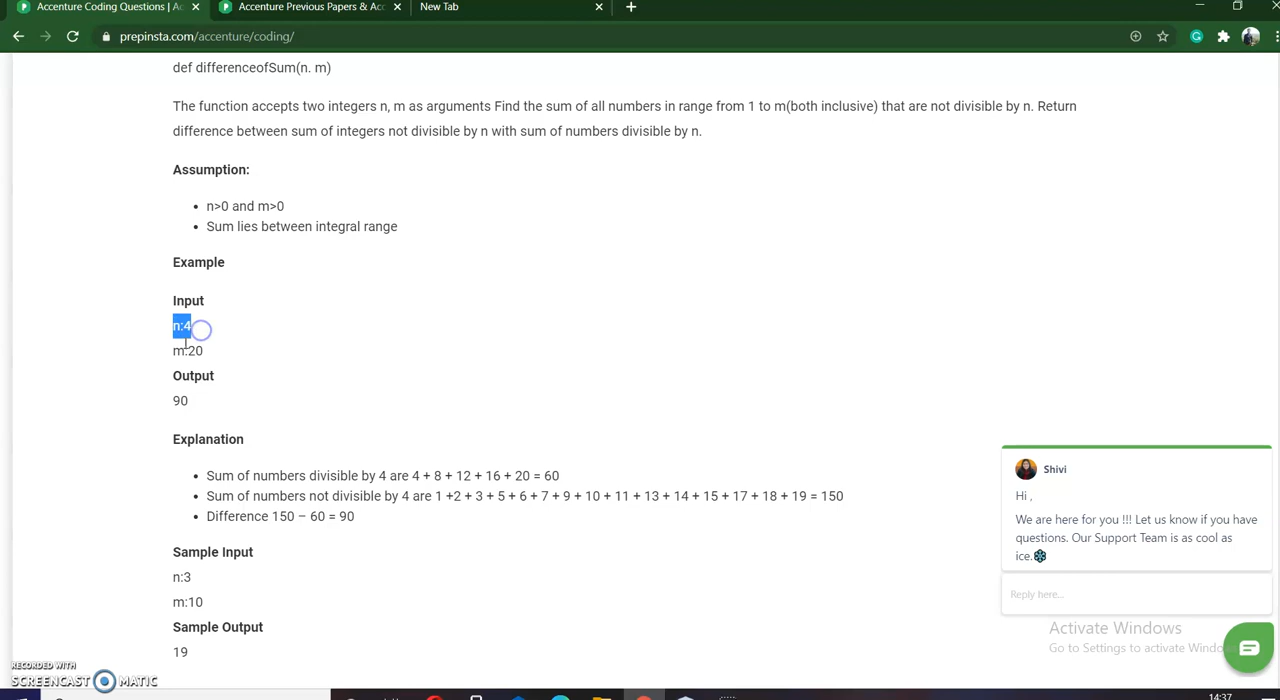 Accenture Coding Questions | Ac
Accenture Previous Papers & Acc
New Tab
prepinsta.com/accenture/coding/
def differenceofSum(n. m)
The function accepts two integers n, m as arguments Find the sum of all numbers in range from 1 to m(both inclusive) that are not divisible by n. Return
difference between sum of integers not divisible by n with sum of numbers divisible by n.
Assumption:
• n>0 and m>0
• Sum lies between integral range
Example
Input
n:4
m:20
Output
90
Explanation
• Sum of numbers divisible by 4 are 4 + 8 + 12 + 16 + 20 = 60
• Sum of numbers not divisible by 4 are 1 +2 + 3 + 5 + 6 + 7 + 9 + 10 + 11 + 13 + 14 + 15 + 17 + 18 + 19 = 150
• Difference 150 – 60 = 90
Sample Input
n:3
m:10
Sample Output
19
Shivi
Hi ,
We are here for you !!! Let us know if you have
questions. Our Support Team is as cool as
ice.
Reply here...
Activate Windows
Go to Settings to activate Windo
RECORDED WITH
SCREENCAST MATIC
14:37